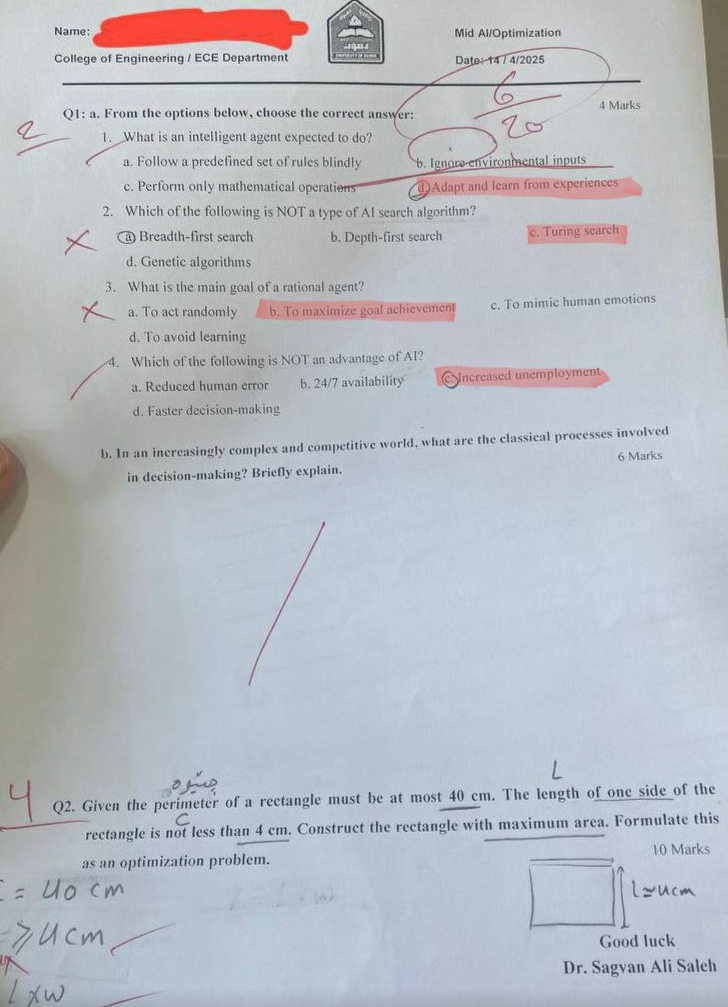 Name:
Mid AI/Optimization
College of Engineering / ECE Department
Date: 14 / 4/2025
6/20
4 Marks
Q1: a. From the options below, choose the correct answer:
2
1. What is an intelligent agent expected to do?
a. Follow a predefined set of rules blindly b. Ignore environmental inputs
c. Perform only mathematical operations d. Adapt and learn from experiences
2. Which of the following is NOT a type of AI search algorithm?
a. Breadth-first search b. Depth-first search c. Turing search
d. Genetic algorithms
3. What is the main goal of a rational agent?
a. To act randomly b. To maximize goal achievement c. To mimic human emotions
d. To avoid learning
4. Which of the following is NOT an advantage of AI?
a. Reduced human error b. 24/7 availability c. Increased unemployment
d. Faster decision-making
b. In an increasingly complex and competitive world, what are the classical processes involved
in decision-making? Briefly explain.
6 Marks
چێوە
L
4
Q2. Given the perimeter of a rectangle must be at most 40 cm. The length of one side of the
C
rectangle is not less than 4 cm. Construct the rectangle with maximum area. Formulate this
as an optimization problem.
10 Marks
= 40 cm
≥ 4 cm
L × w
Good luck
Dr. Sagvan Ali Saleh